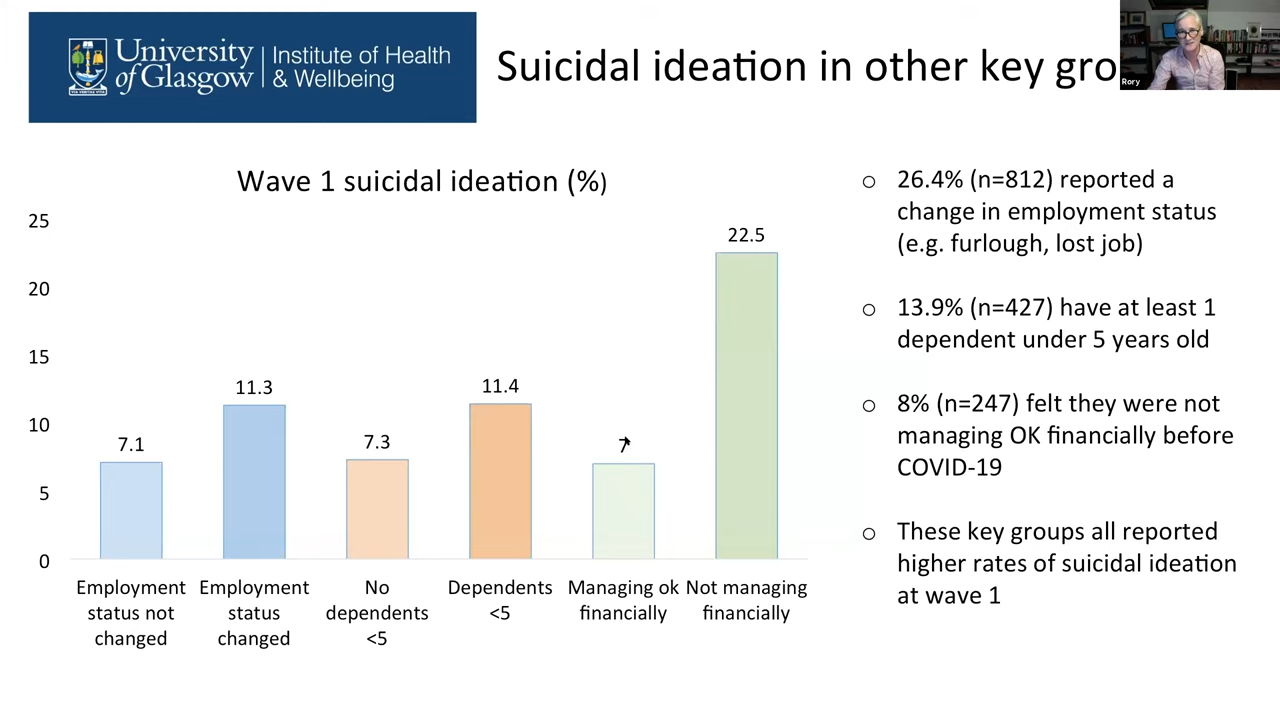 University
of Glasgow
VIA VERITAS VITA
Institute of Health
& Wellbeing
Suicidal ideation in other key gro
Rory
Wave 1 suicidal ideation (%)
25
20
15
10
5
0
7.1
11.3
7.3
11.4
7
22.5
Employment
status not
changed
Employment
status
changed
No
dependents
<5
Dependents
<5
Managing ok
financially
Not managing
financially
o 26.4% (n=812) reported a
change in employment status
(e.g. furlough, lost job)
o 13.9% (n=427) have at least 1
dependent under 5 years old
o 8% (n=247) felt they were not
managing OK financially before
COVID-19
o These key groups all reported
higher rates of suicidal ideation
at wave 1